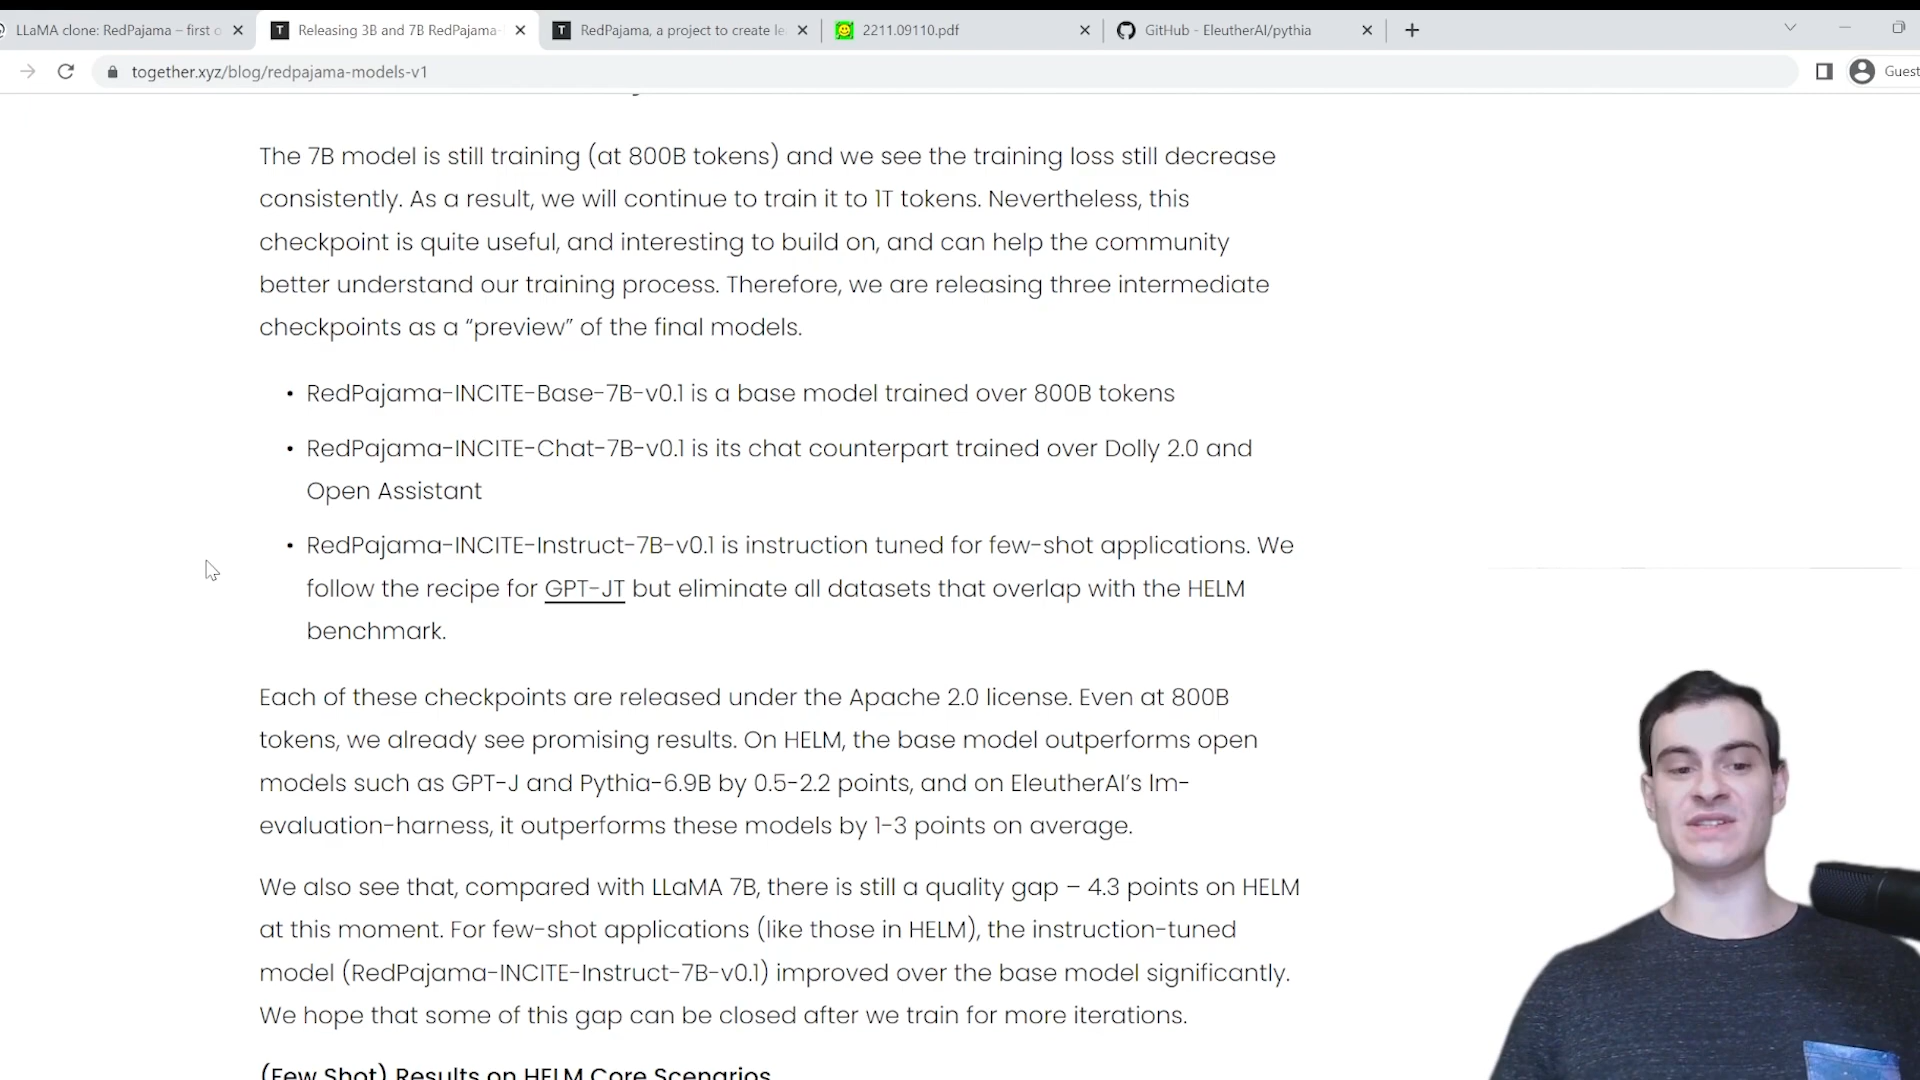 LLaMA clone: RedPajama – first o
Releasing 3B and 7B RedPajama-
RedPajama, a project to create le
2211.09110.pdf
GitHub - EleutherAI/pythia
together.xyz/blog/redpajama-models-v1
Guest
The 7B model is still training (at 800B tokens) and we see the training loss still decrease
consistently. As a result, we will continue to train it to 1T tokens. Nevertheless, this
checkpoint is quite useful, and interesting to build on, and can help the community
better understand our training process. Therefore, we are releasing three intermediate
checkpoints as a “preview” of the final models.
• RedPajama-INCITE-Base-7B-v0.1 is a base model trained over 800B tokens
• RedPajama-INCITE-Chat-7B-v0.1 is its chat counterpart trained over Dolly 2.0 and
Open Assistant
• RedPajama-INCITE-Instruct-7B-v0.1 is instruction tuned for few-shot applications. We
follow the recipe for GPT-JT but eliminate all datasets that overlap with the HELM
benchmark.
Each of these checkpoints are released under the Apache 2.0 license. Even at 800B
tokens, we already see promising results. On HELM, the base model outperforms open
models such as GPT-J and Pythia-6.9B by 0.5-2.2 points, and on EleutherAI’s lm-
evaluation-harness, it outperforms these models by 1-3 points on average.
We also see that, compared with LLaMA 7B, there is still a quality gap – 4.3 points on HELM
at this moment. For few-shot applications (like those in HELM), the instruction-tuned
model (RedPajama-INCITE-Instruct-7B-v0.1) improved over the base model significantly.
We hope that some of this gap can be closed after we train for more iterations.
(Few Shot) Results on HELM Core Scenarios